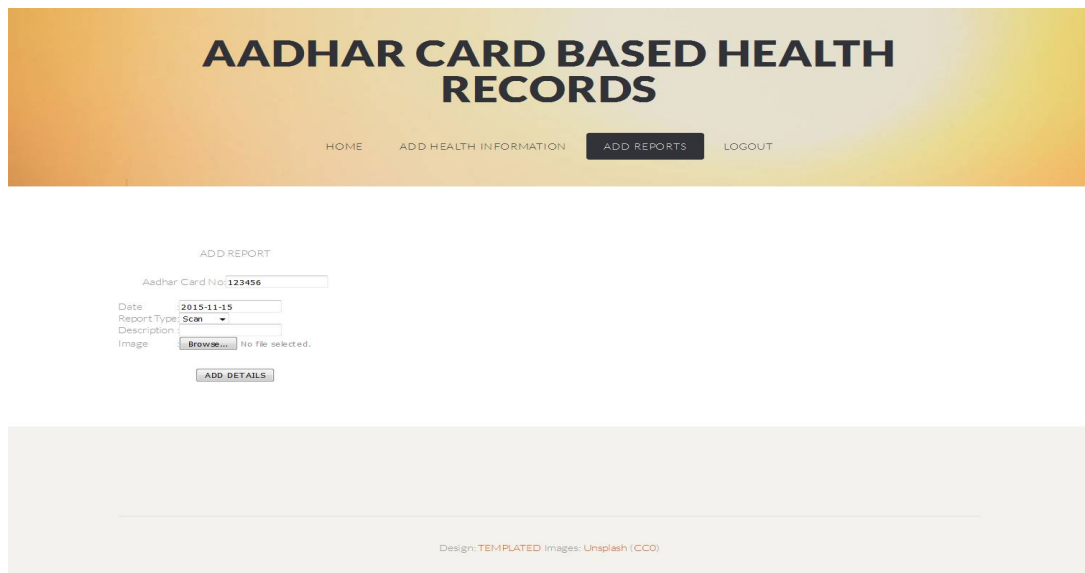 AADHAR CARD BASED HEALTH
RECORDS
HOME ADD HEALTH INFORMATION ADD REPORTS LOGOUT
ADD REPORT
Aadhar Card No: 123456
Date : 2015-11-15
Report Type: Scan
Description :
Image : Browse... No file selected.
ADD DETAILS
Design: TEMPLATED Images: Unsplash (CC0)